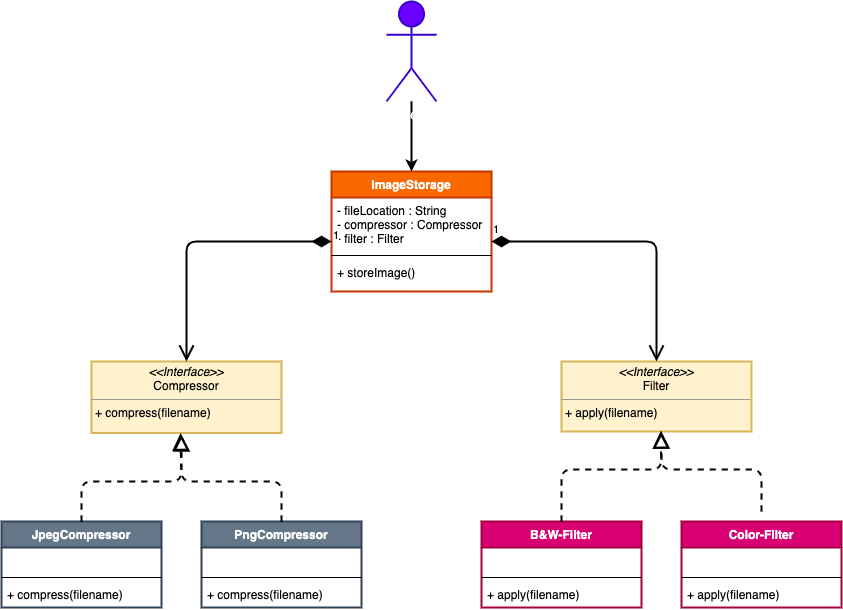 ImageStorage
- fileLocation : String
- compressor : Compressor
1
- filter : Filter
1
+ storeImage()
<<Interface>>
Compressor
+ compress(filename)
<<Interface>>
Filter
+ apply(filename)
JpegCompressor
+ compress(filename)
PngCompressor
+ compress(filename)
B&W-Filter
+ apply(filename)
Color-Filter
+ apply(filename)